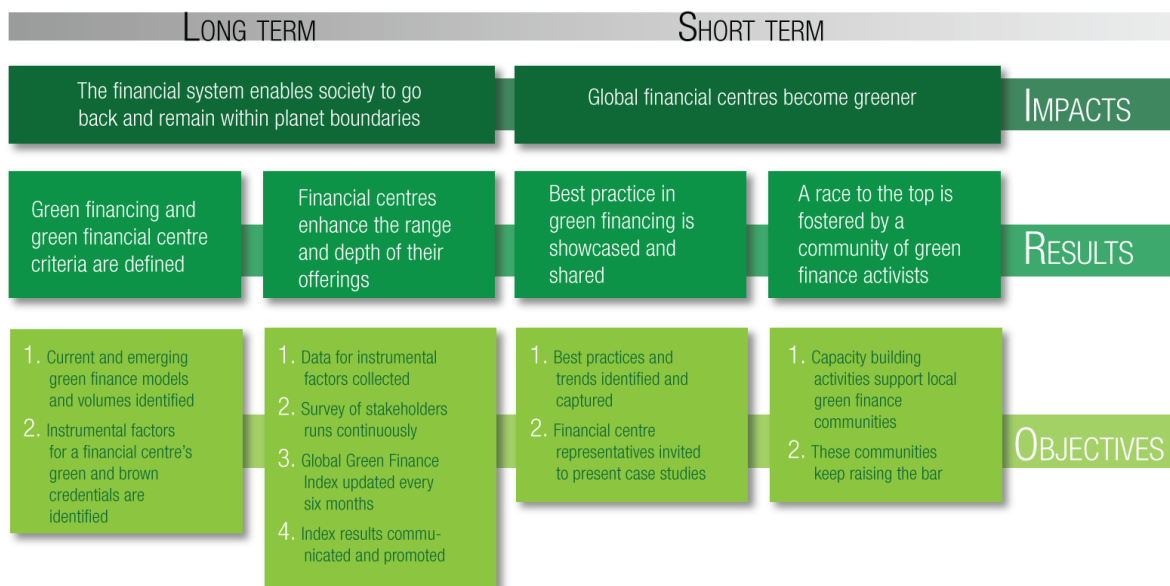 LONG TERM
SHORT TERM
The financial system enables society to go
back and remain within planet boundaries
Global financial centres become greener
IMPACTS
Green financing and
green financial centre
criteria are defined
Financial centres
enhance the range
and depth of their
offerings
Best practice in
green financing is
showcased and
shared
A race to the top is
fostered by a
community of green
finance activists
RESULTS
1. Current and emerging
green finance models
and volumes identified
2. Instrumental factors
for a financial centre's
green and brown
credentials are
identified
1. Data for instrumental
factors collected
2. Survey of stakeholders
runs continuously
3. Global Green Finance
Index updated every
six months
4. Index results commu-
nicated and promoted
1. Best practices and
trends identified and
captured
2. Financial centre
representatives invited
to present case studies
1. Capacity building
activities support local
green finance
communities
2. These communities
keep raising the bar
OBJECTIVES